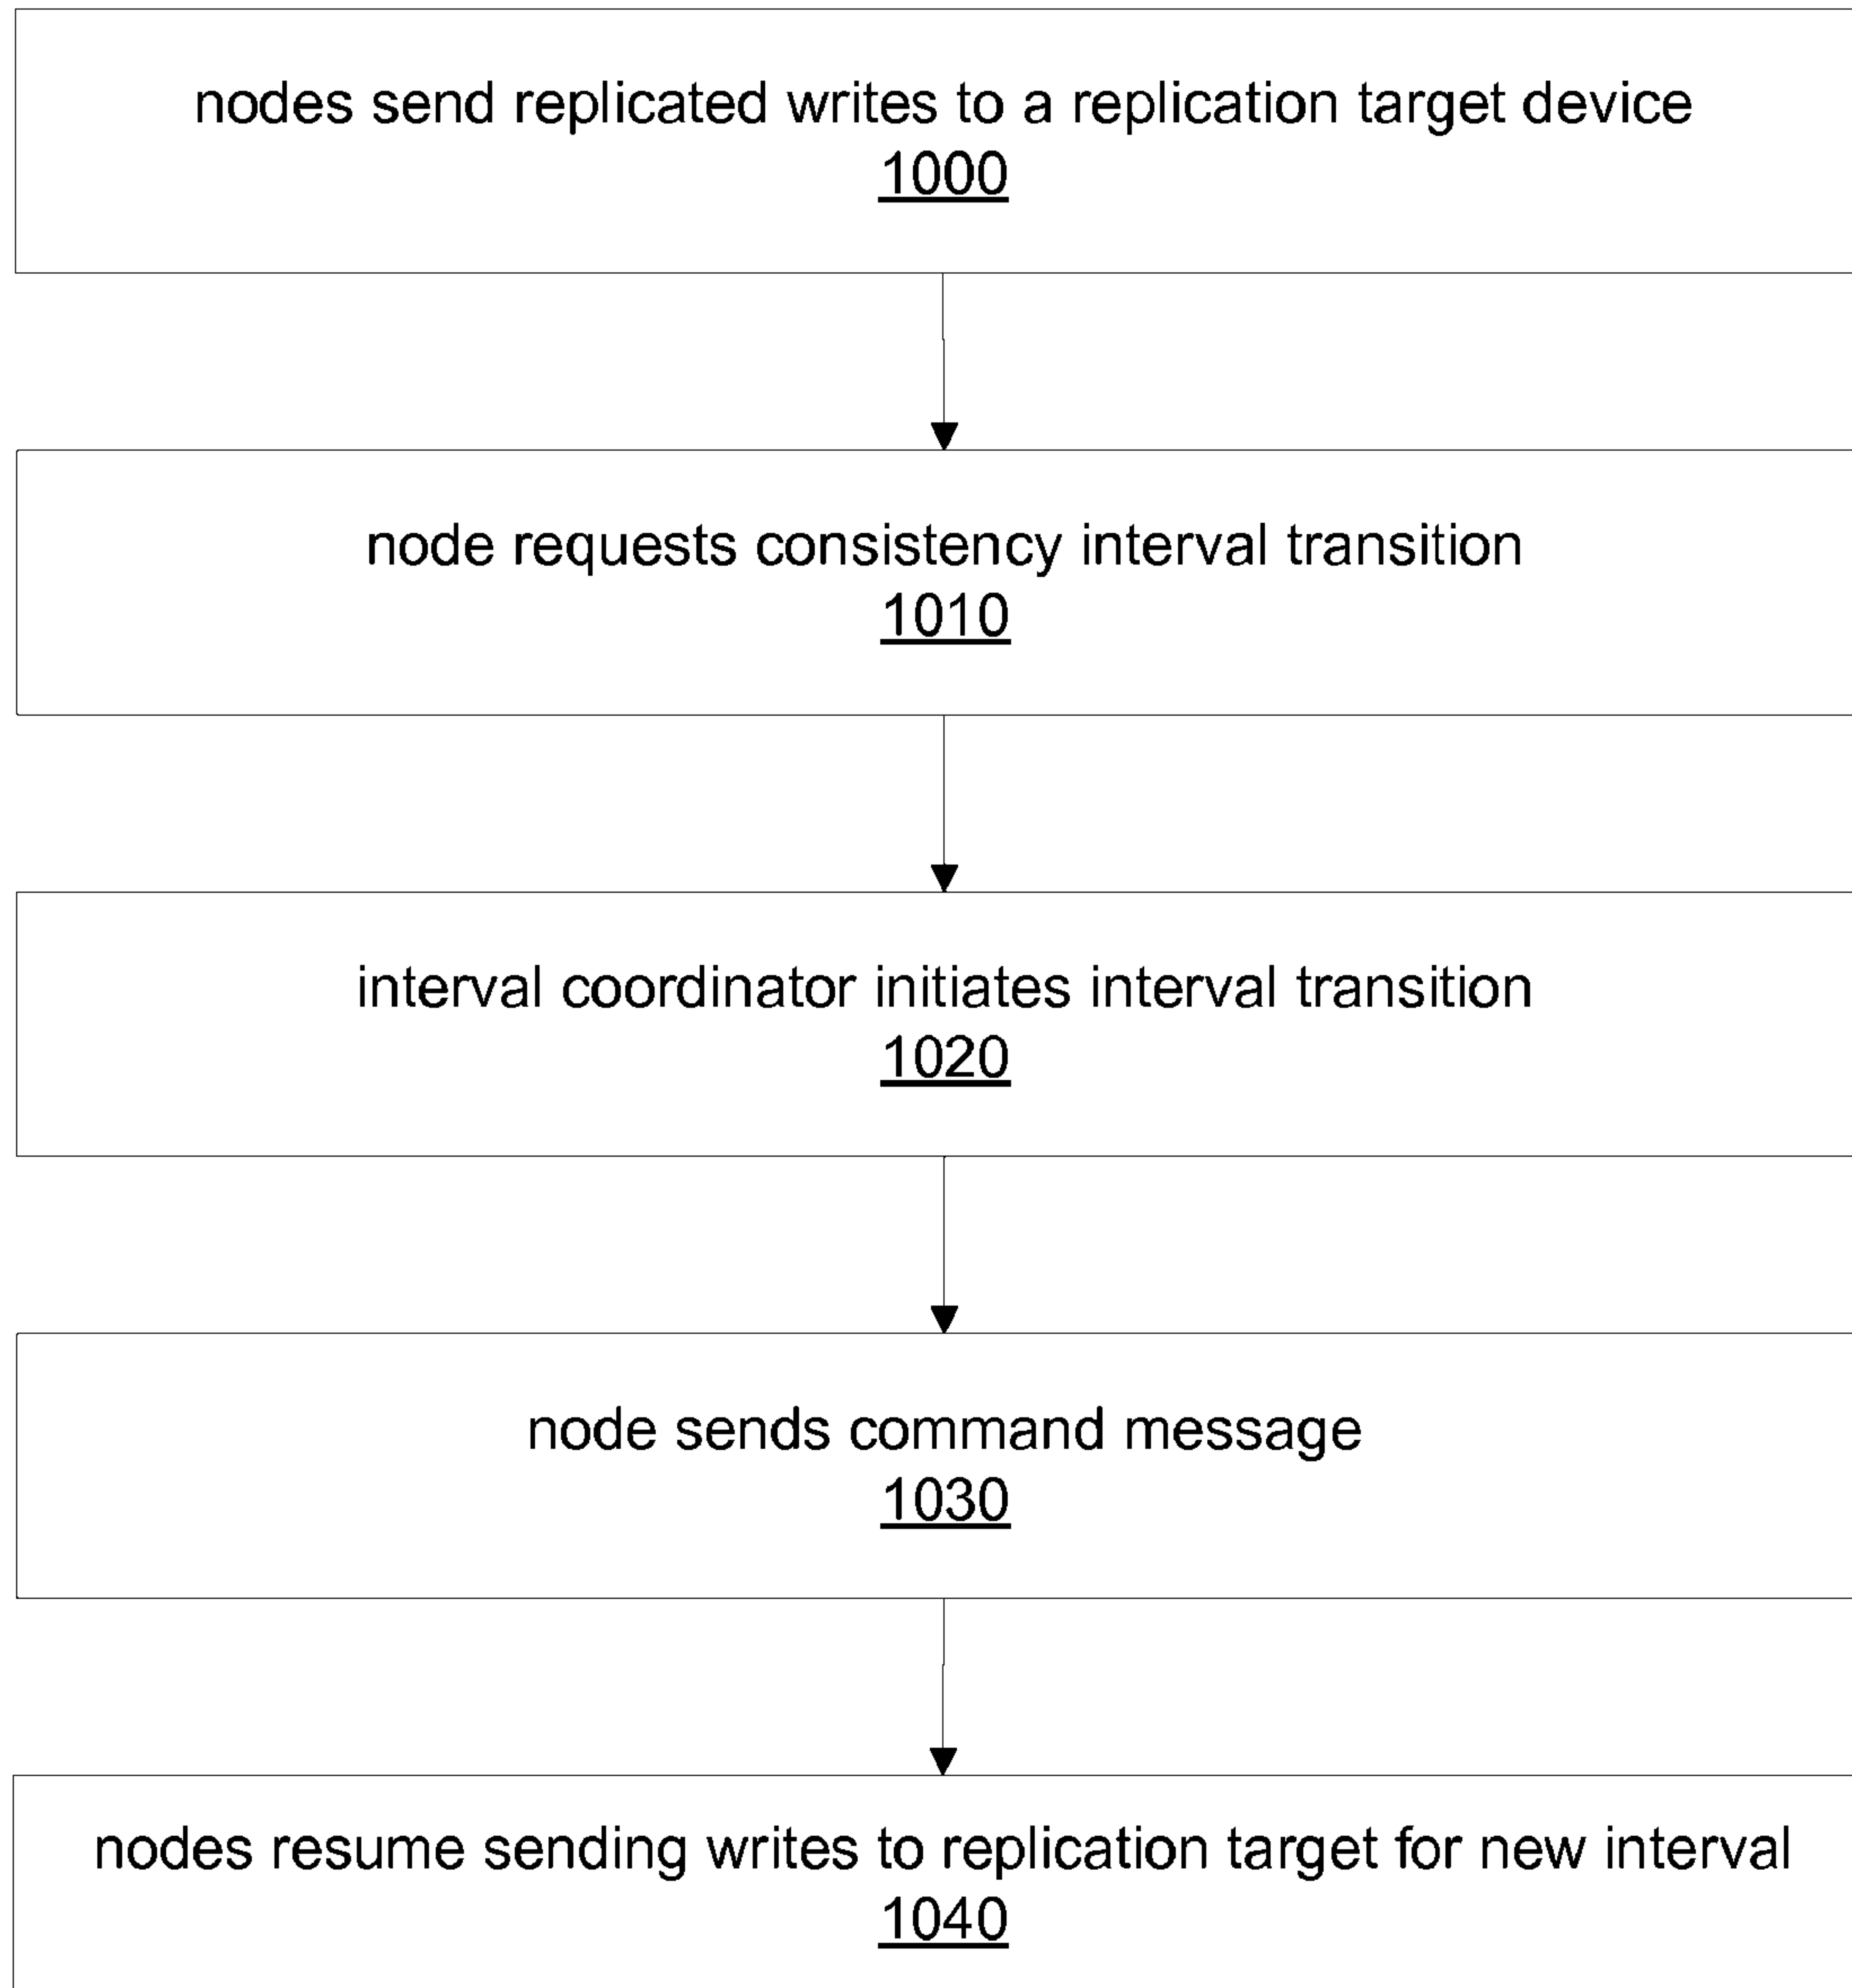 nodes send replicated writes to a replication target device
1000
node requests consistency interval transition
1010
interval coordinator initiates interval transition
1020
node sends command message
1030
nodes resume sending writes to replication target for new interval
1040